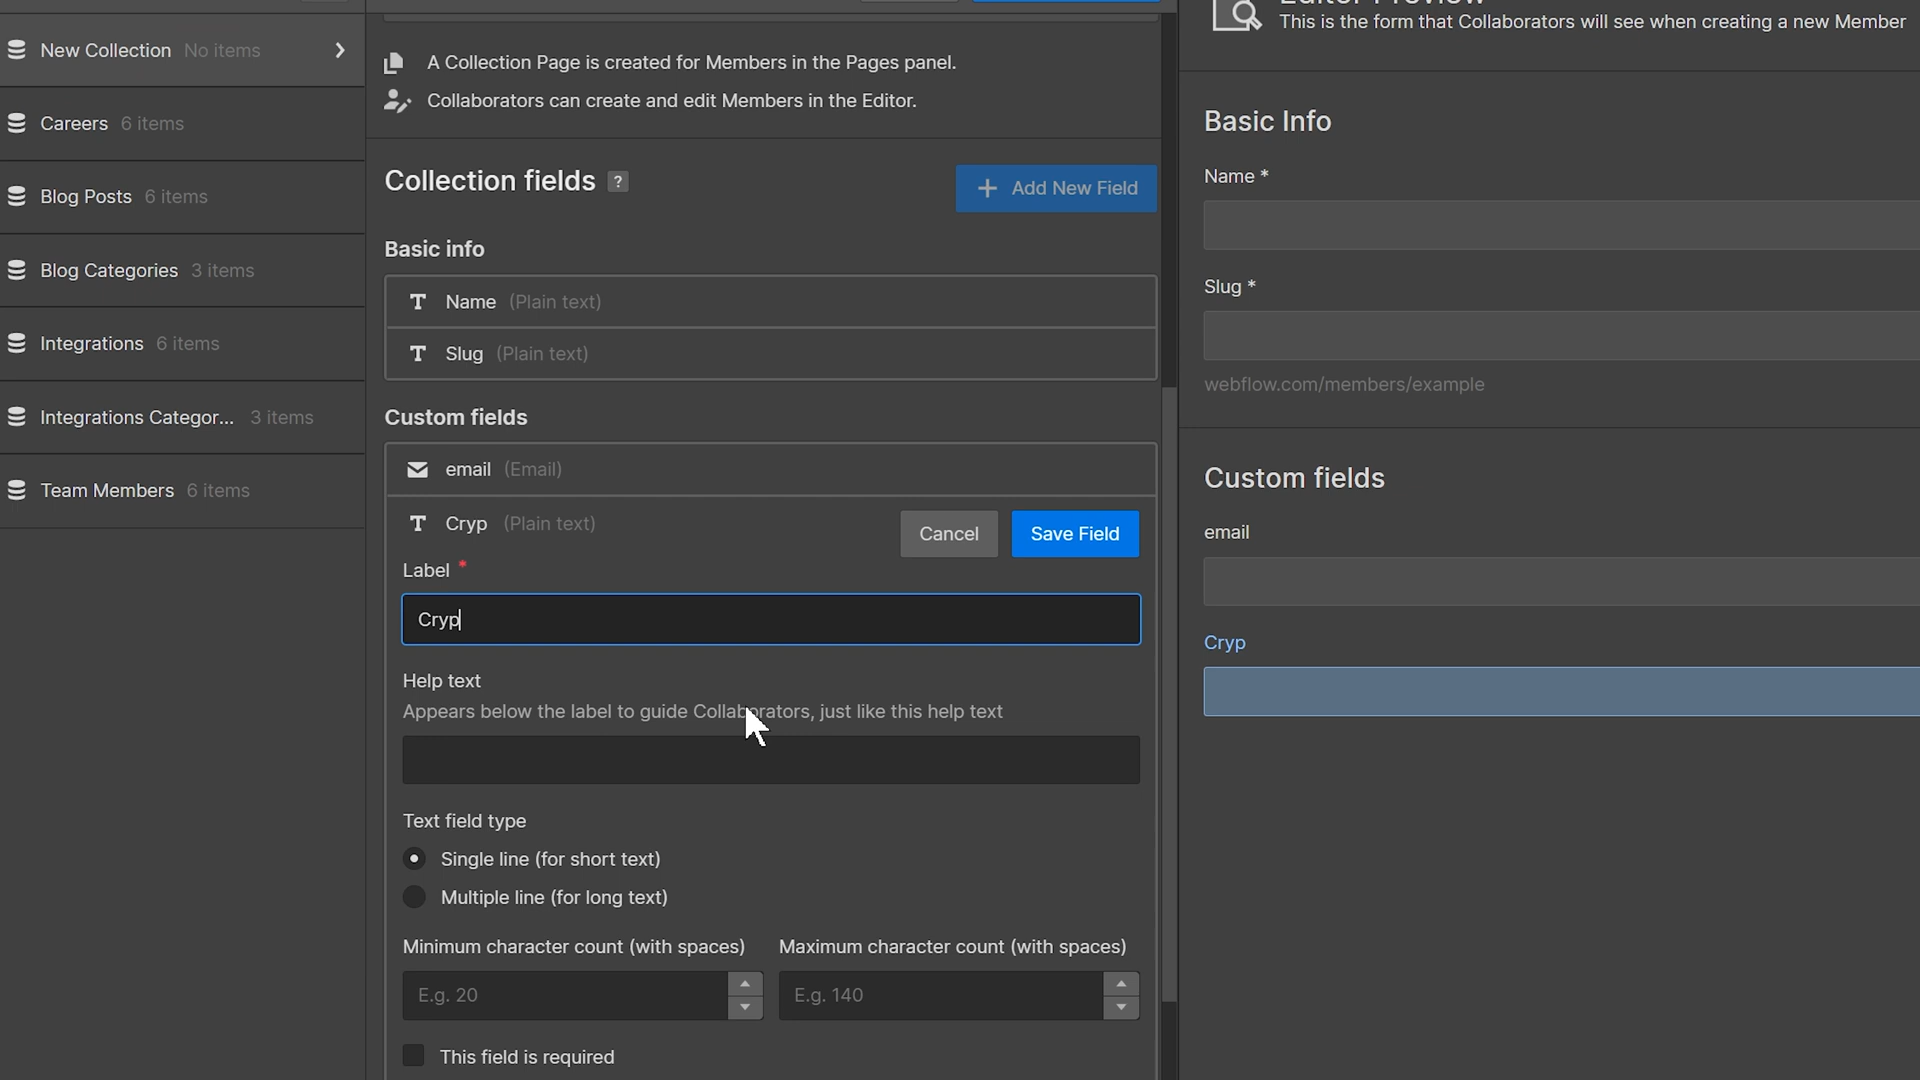 New Collection No items
Careers 6 items
Blog Posts 6 items
Blog Categories 3 items
Integrations 6 items
Integrations Categor... 3 items
Team Members 6 items
A Collection Page is created for Members in the Pages panel.
Collaborators can create and edit Members in the Editor.
Collection fields ?
+ Add New Field
Basic info
Name (Plain text)
Slug (Plain text)
Custom fields
email (Email)
Cryp (Plain text)
Cancel
Save Field
Label *
Cryp
Help text
Appears below the label to guide Collaborators, just like this help text
Text field type
Single line (for short text)
Multiple line (for long text)
Minimum character count (with spaces)
Maximum character count (with spaces)
E.g. 20
E.g. 140
This field is required
Editor Preview
This is the form that Collaborators will see when creating a new Member
Basic Info
Name *
Slug *
webflow.com/members/example
Custom fields
email
Cryp